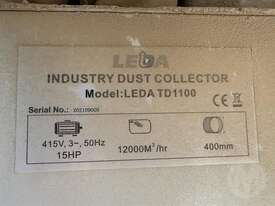 LEDA
INDUSTRY DUST COLLECTOR
Model:LEDA TD1100
Serial No.:
415V, 3~, 50Hz
15HP
12000M³/hr
400mm